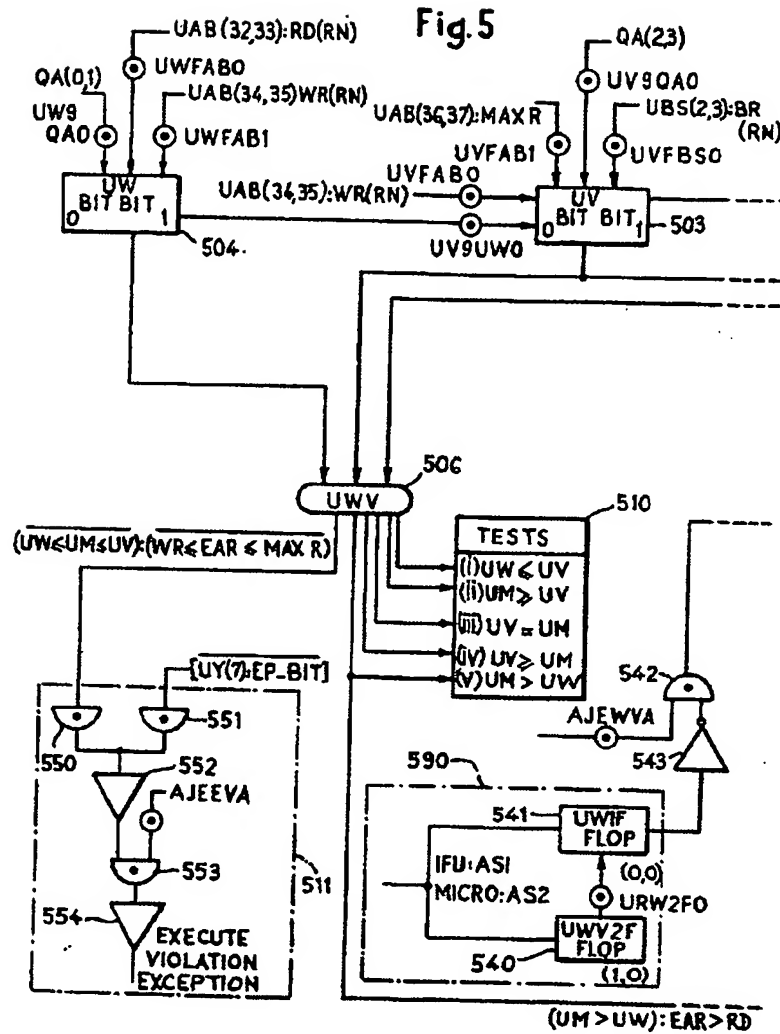 Fig.5
UAB(32,33):RD(RN)
QA(2,3)
QA(0,1)
UWFAB0
UAB(34,35)WR(RN)
UV9QA0
UW9
QA0
UWFAB1
UAB(36,37):MAX R
UBS(2,3):BR
(RN)
UVFAB1
UVFBS0
UVFAB0
UW
BIT BIT
0 1
504
UAB(34,35):WR(RN)
UV
BIT BIT
0 1
503
UV9UW0
506
UWV
510
TESTS
(UW≤UM≤UV):(WR≤EAR≤MAX R)
(i)UW≤UV
(ii)UM≥UV
(iii)UV=UM
(iv)UV≥UM
(v)UM>UW
[UY(7):EP_BIT]
542
AJEWVA
543
550
551
552
AJEEVA
553
511
554
EXECUTE
VIOLATION
EXCEPTION
590
541
UW1F
FLOP
(0,0)
IFU:AS1
MICRO:AS2
URW2F0
UWV2F
FLOP
540
(1,0)
(UM>UW):EAR>RD